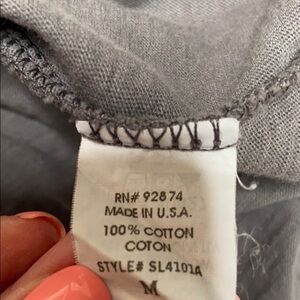 RN# 92874
MADE IN U.S.A.
100% COTTON
COTON
STYLE# SL4101A
M